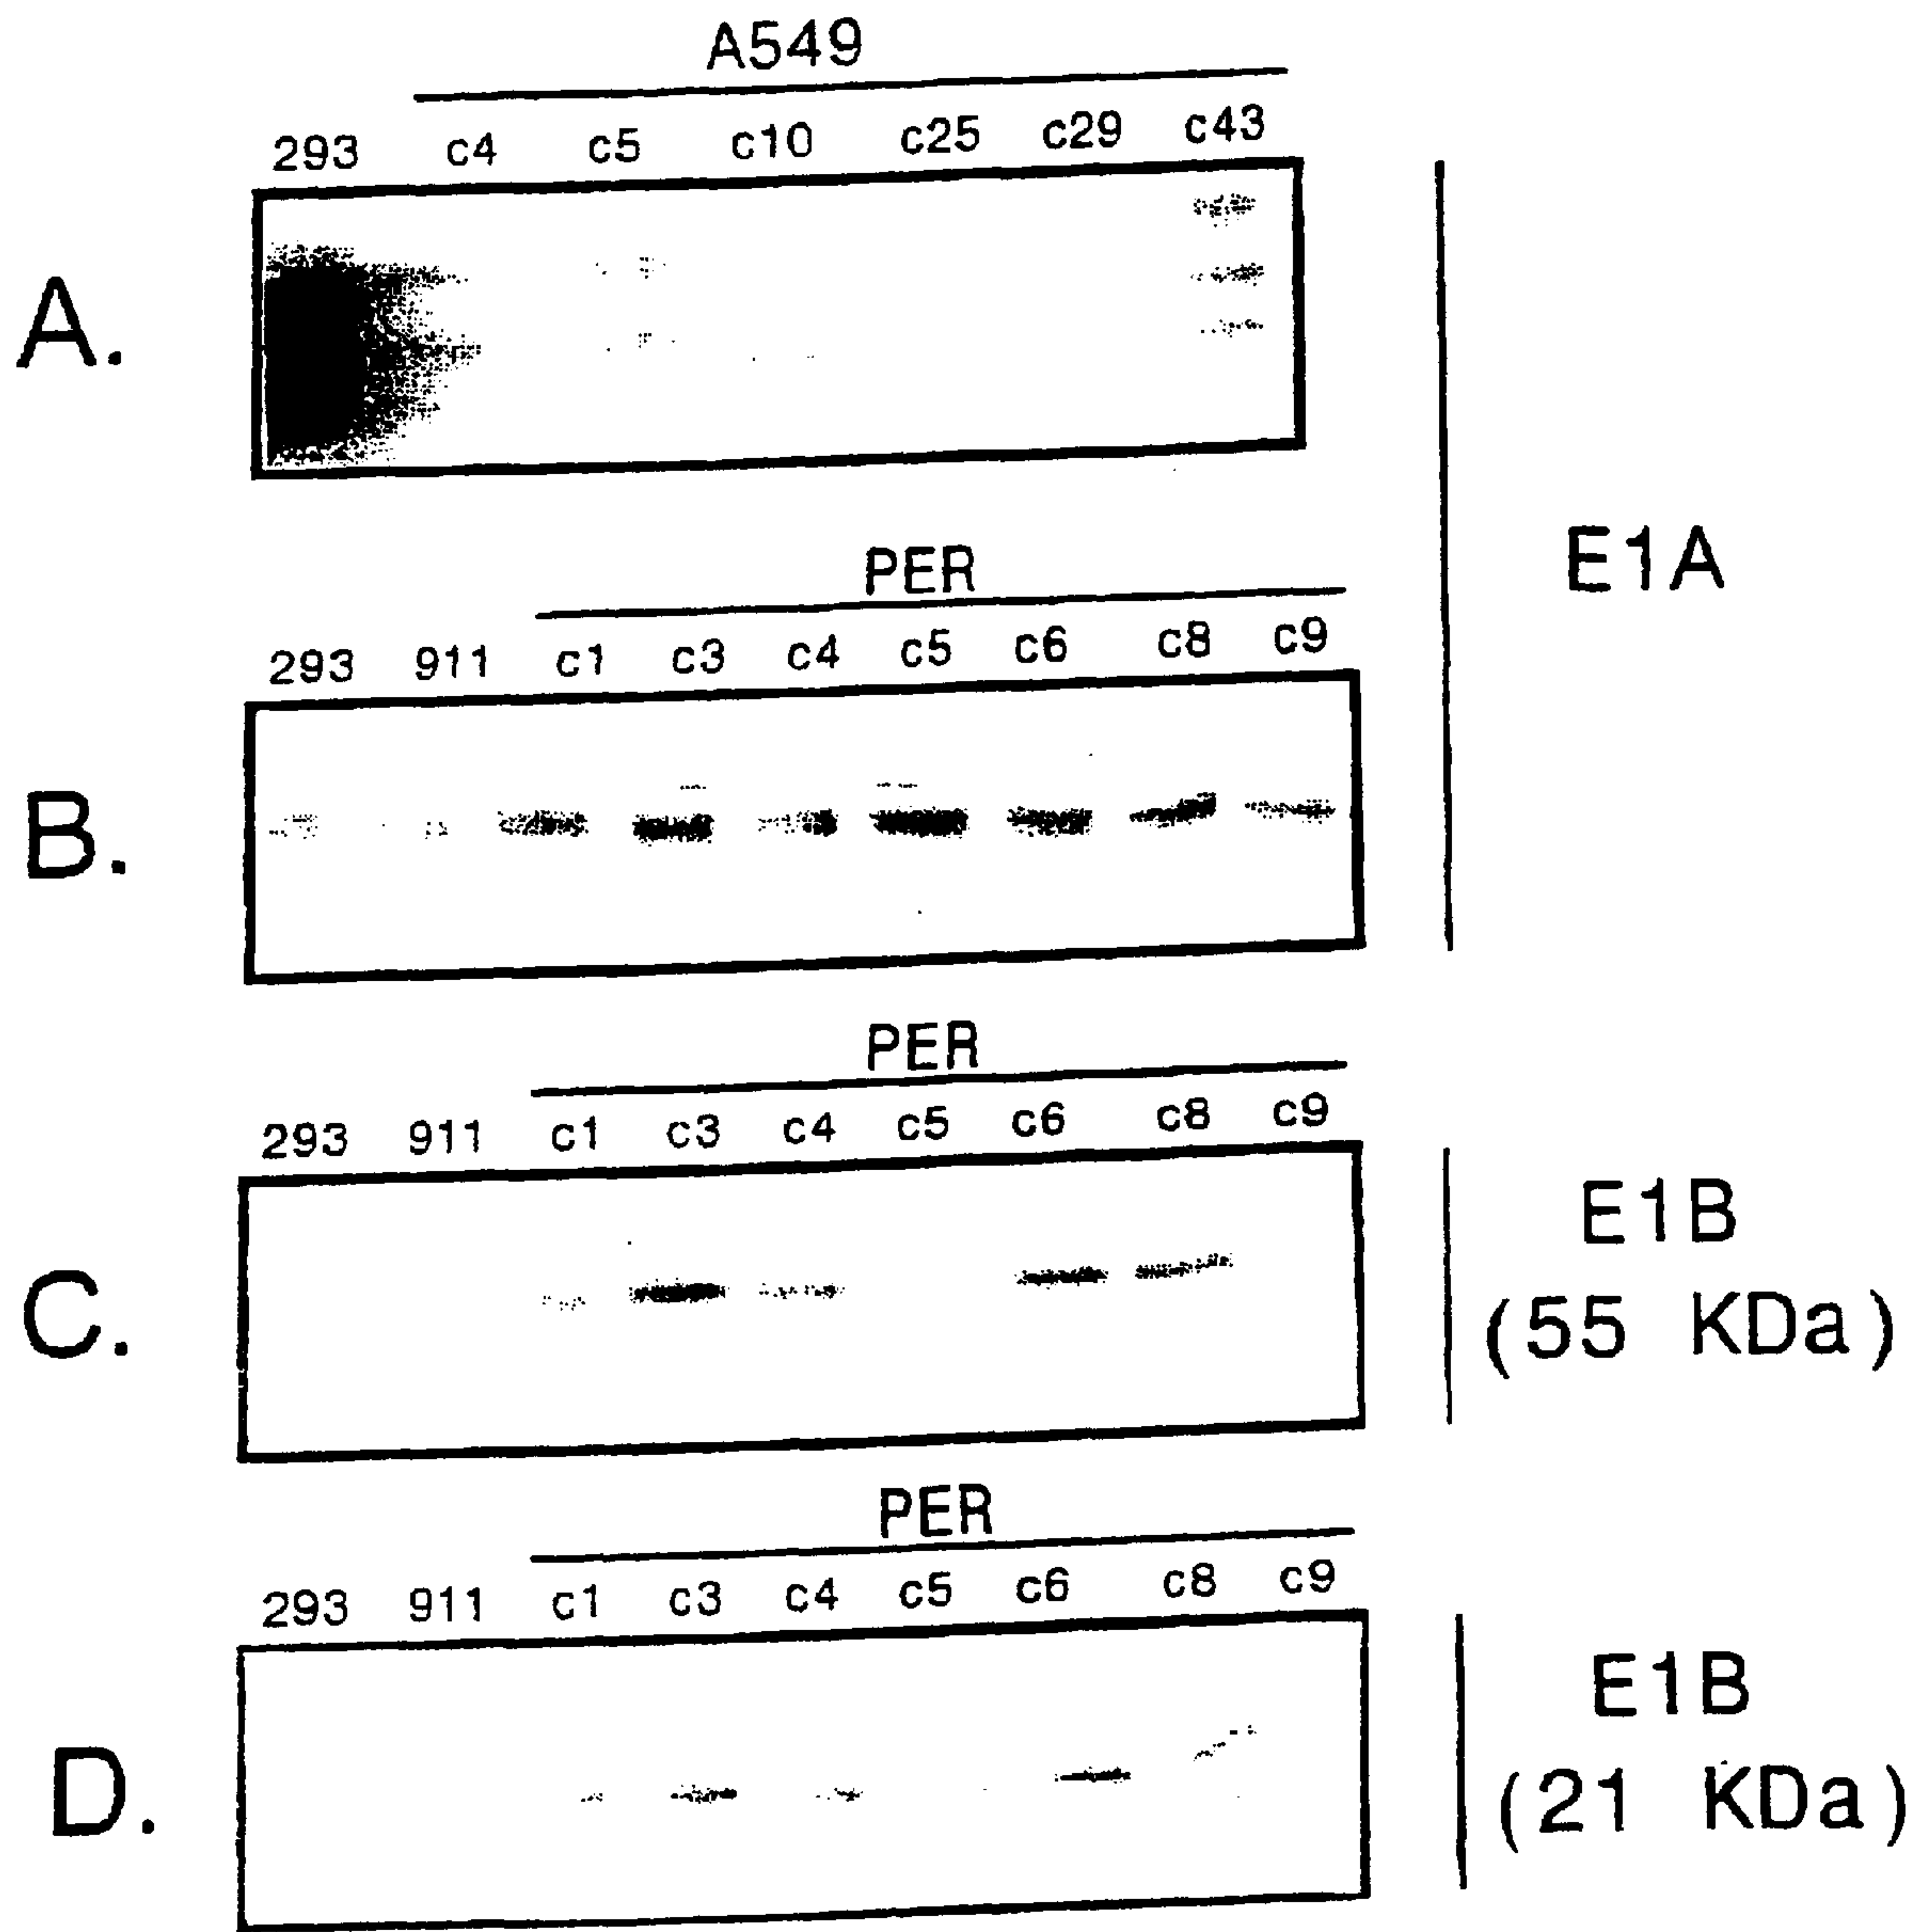 A549
293 c4 c5 c10 c25 c29 c43
A.
PER
E1A
293 911 c1 c3 c4 c5 c6 c8 c9
B.
PER
293 911 c1 c3 c4 c5 c6 c8 c9
C.
E1B
(55 KDa)
PER
293 911 c1 c3 c4 c5 c6 c8 c9
D.
E1B
(21 KDa)